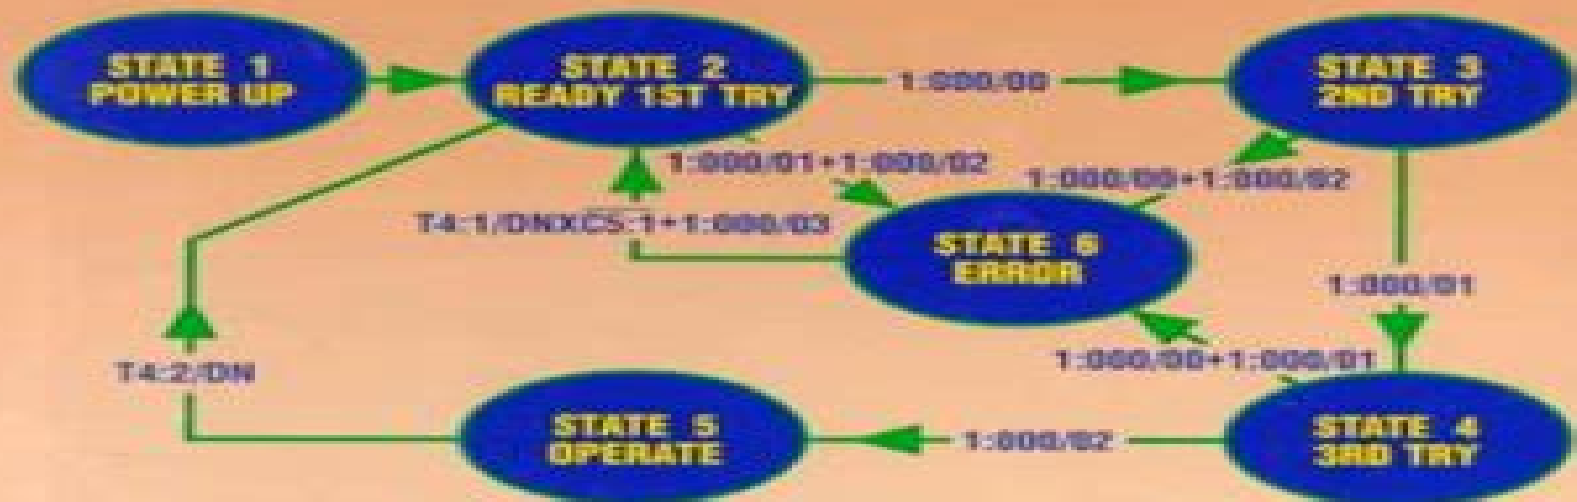 STATE 1
POWER UP
STATE 2
READY 1ST TRY
1:000/00
STATE 3
2ND TRY
1:000/01+1:000/02
1:000/00+1:000/02
T4:1/DNXC5:1+1:000/03
STATE 6
ERROR
1:000/01
T4:2/DN
1:000/00+1:000/01
STATE 5
OPERATE
1:000/02
STATE 4
3RD TRY